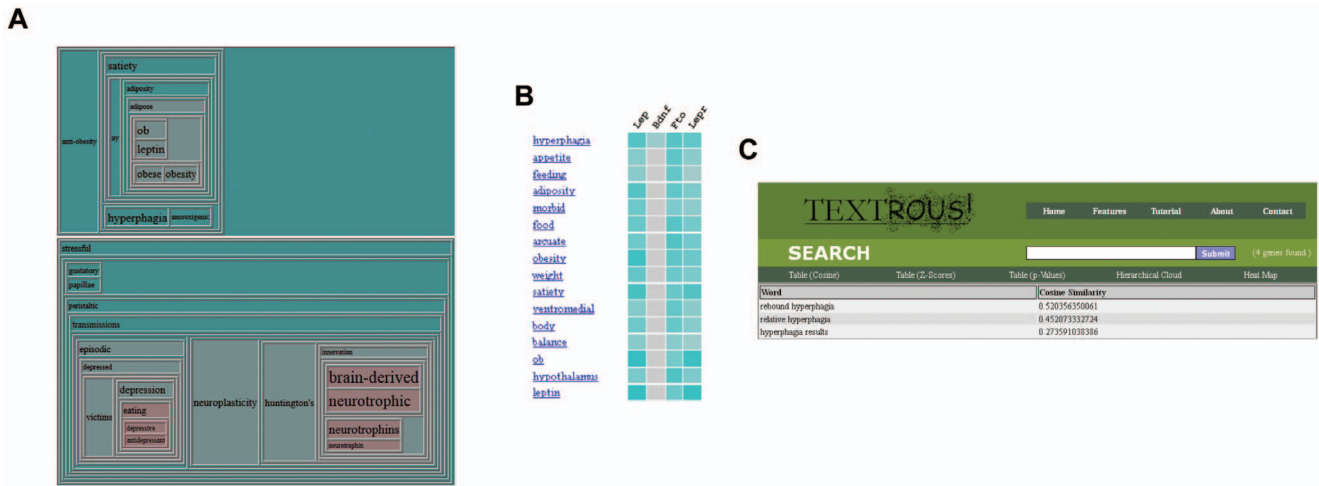 A
anti-obesity
satiety
ay
adiposity
adipose
ob
leptin
obese
obesity
hyperphagia
anorexigenic
stressful
gustatory
papillae
peristaltic
transmissions
episodic
depressed
victims
depression
eating
depressive
antidepressant
neuroplasticity
huntington's
innervation
brain-derived
neurotrophic
neurotrophins
neurotrophin
B
Lep Bdnf Fto Lepr
hyperphagia
appetite
feeding
adiposity
morbid
food
arcuate
obesity
weight
satiety
ventromedial
body
balance
ob
hypothalamus
leptin
C
TEXTROUS!
Home Features Tutorial About Contact
SEARCH Submit (4 genes found.)
Table (Cosine) Table (Z-Scores) Table (p-Values) Hierarchical Cloud Heat Map
Word Cosine Similarity
rebound hyperphagia 0.520356350061
relative hyperphagia 0.452073332724
hyperphagia results 0.273591038386